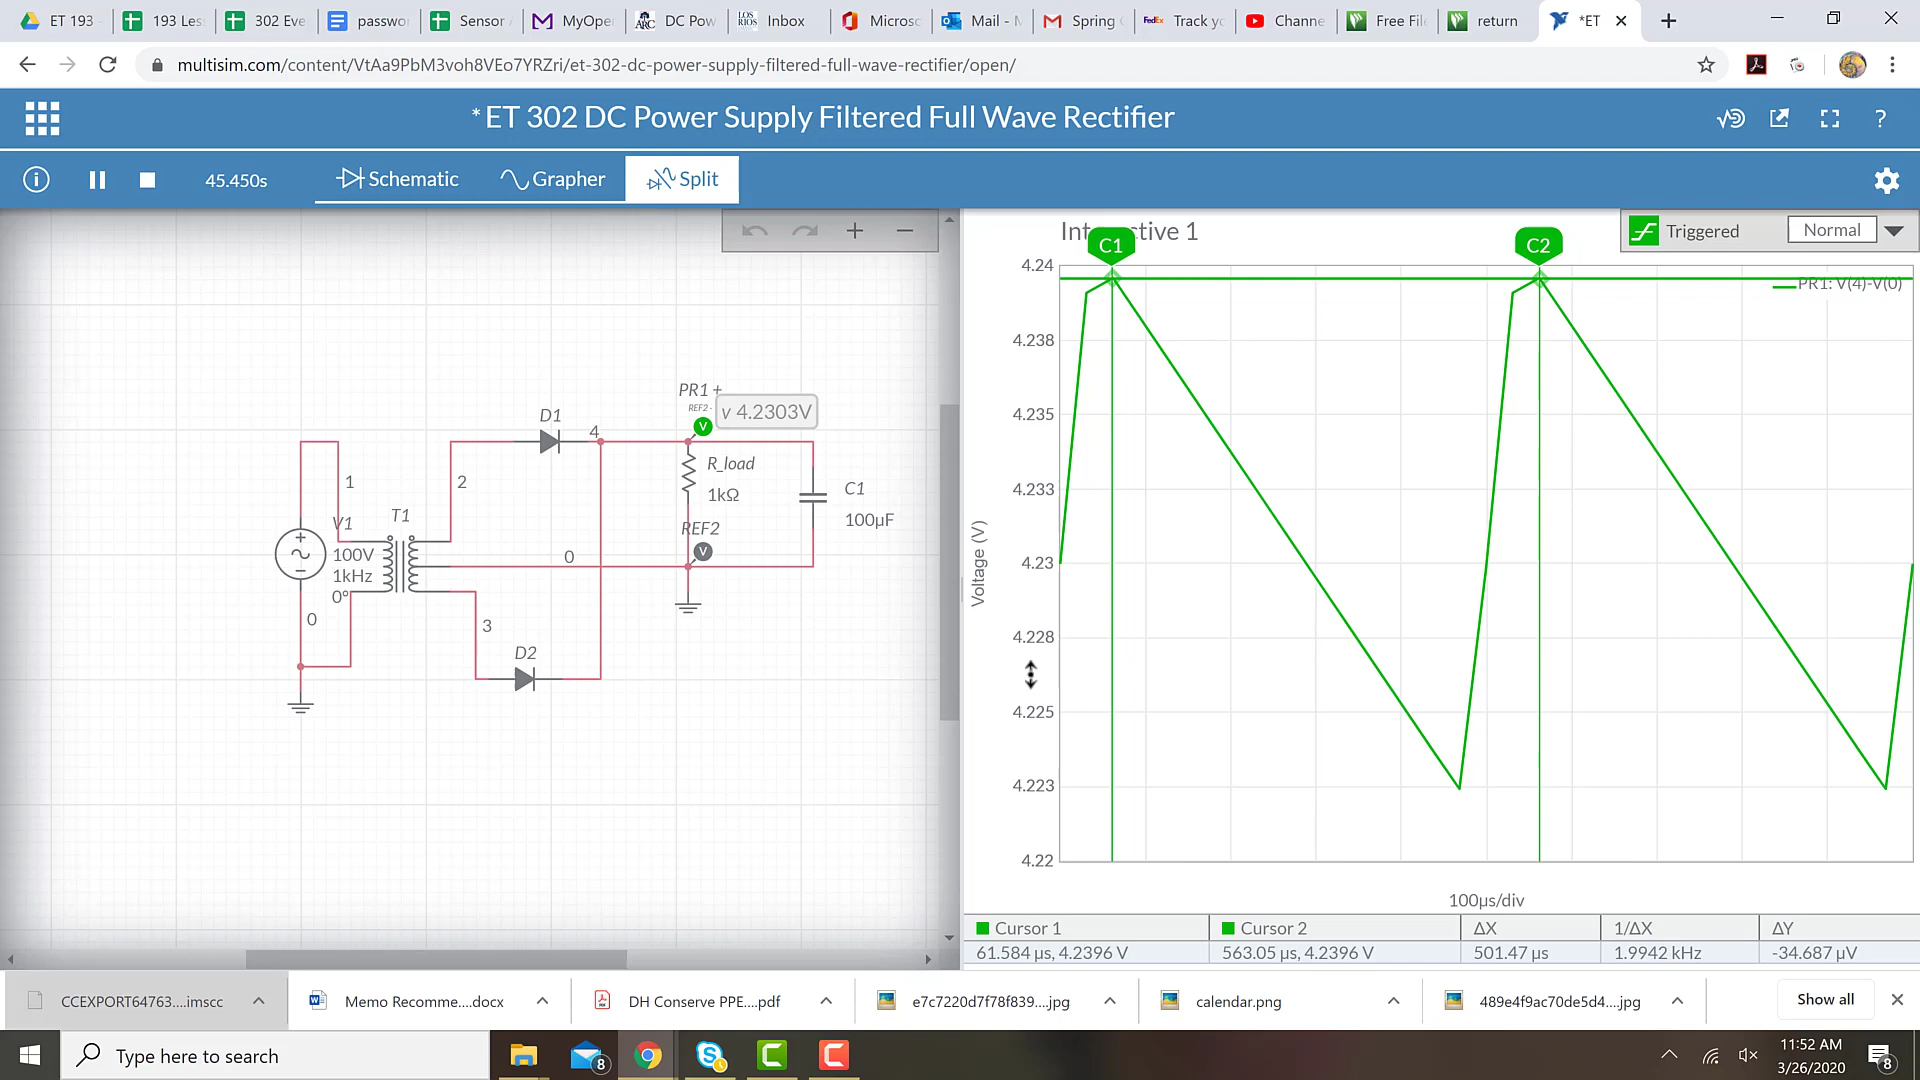 ET 193
193 Les
302 Eve
passwo
Sensor
MyOpe
DC Pow
Inbox
Micros
Mail - M
Spring
Track yo
Channe
Free Fil
return
*ET
multisim.com/content/VtAa9PbM3voh8VEo7YRZri/et-302-dc-power-supply-filtered-full-wave-rectifier/open/
*ET 302 DC Power Supply Filtered Full Wave Rectifier
45.450s
Schematic
Grapher
Split
Triggered
Normal
C1
C2
PR1: V(4)-V(0)
4.24
4.238
4.235
4.233
4.23
4.228
4.225
4.223
4.22
Voltage (V)
100µs/div
PR1 +
REF2 -
v 4.2303V
V
D1
4
R_load
1kΩ
C1
100µF
1
2
V1
T1
100V
1kHz
0°
REF2
V
0
0
3
D2
Cursor 1
Cursor 2
ΔX
1/ΔX
ΔY
61.584 µs, 4.2396 V
563.05 µs, 4.2396 V
501.47 µs
1.9942 kHz
-34.687 µV
CCEXPORT64763....imscc
Memo Recomme....docx
DH Conserve PPE....pdf
e7c7220d7f78f839....jpg
calendar.png
489e4f9ac70de5d4....jpg
Show all
Type here to search
8
11:52 AM
3/26/2020
8